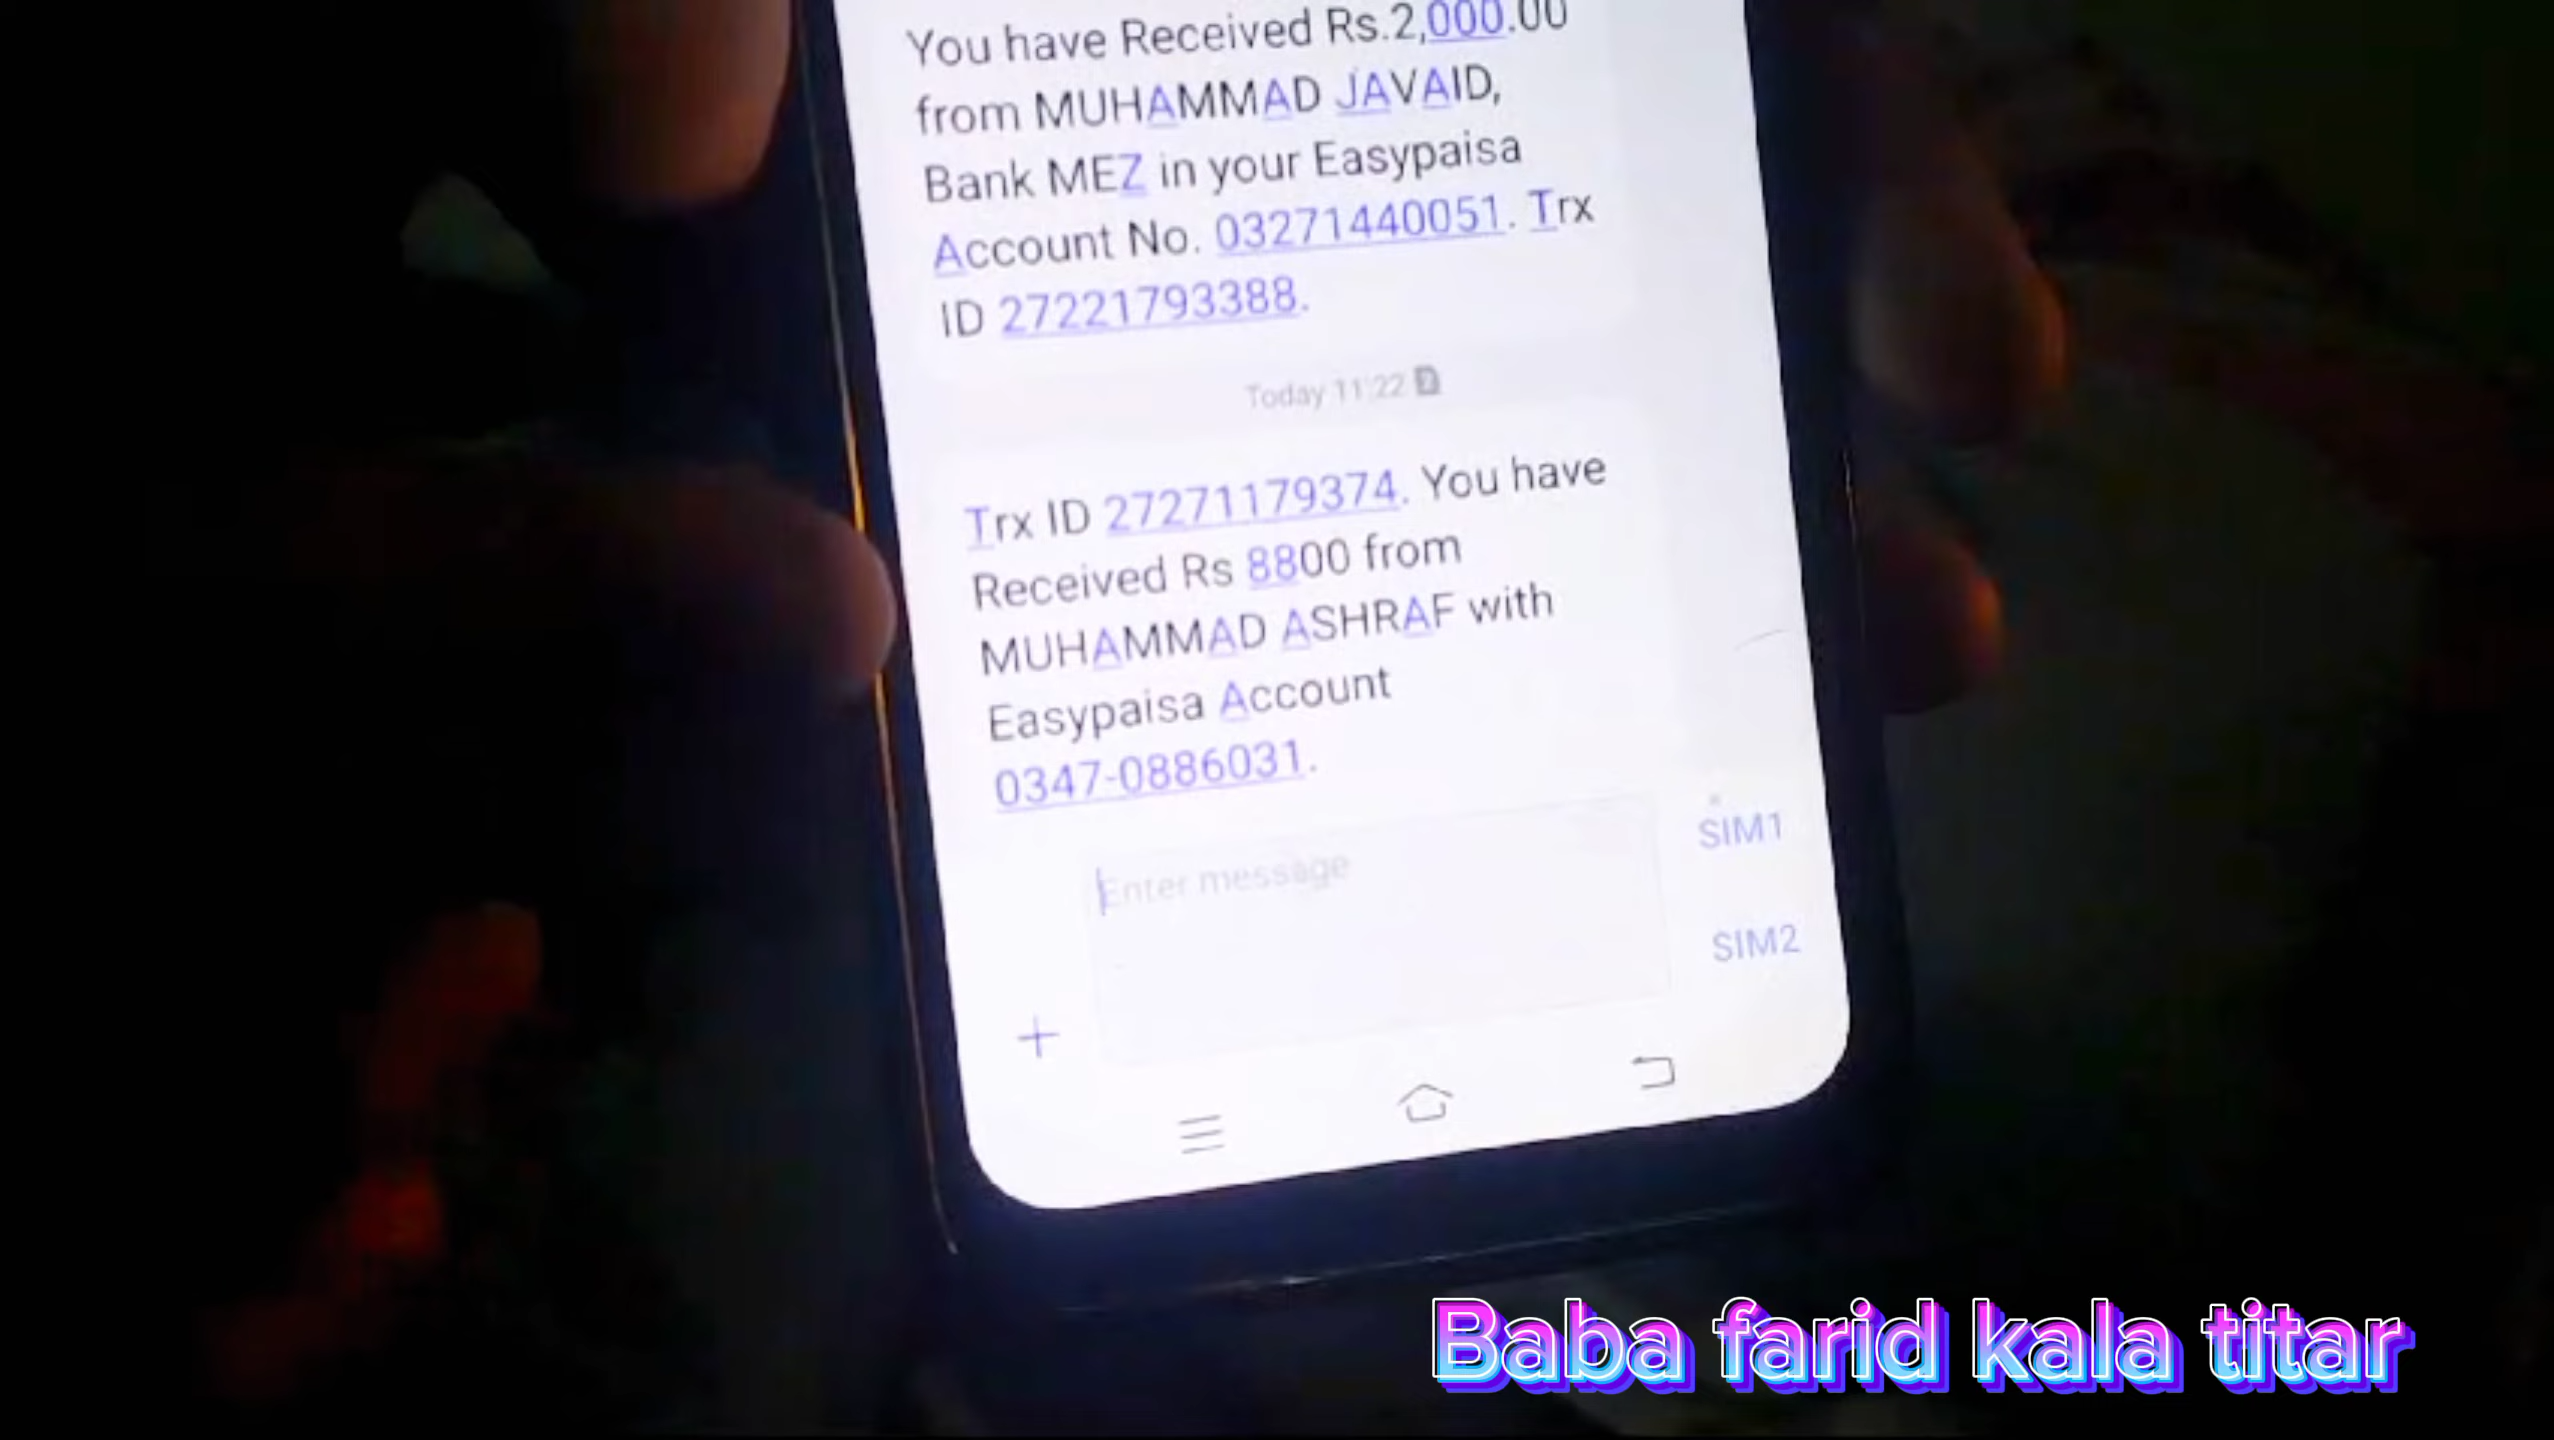 You have Received Rs.2,000.00
from MUHAMMAD JAVAID,
Bank MEZ in your Easypaisa
Account No. 03271440051. Trx
ID 27221793388.
Today 11:22
Trx ID 27271179374. You have
Received Rs 8800 from
MUHAMMAD ASHRAF with
Easypaisa Account
0347-0886031.
Enter message
SIM1
SIM2
Baba farid kala titar